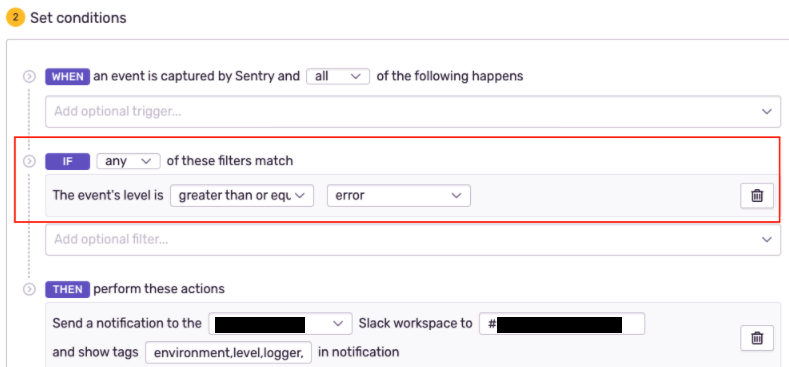 2 Set conditions
WHEN an event is captured by Sentry and all of the following happens
Add optional trigger...
IF any of these filters match
The event's level is greater than or equ error
Add optional filter...
THEN perform these actions
Send a notification to the Slack workspace to #
and show tags environment,level,logger, in notification